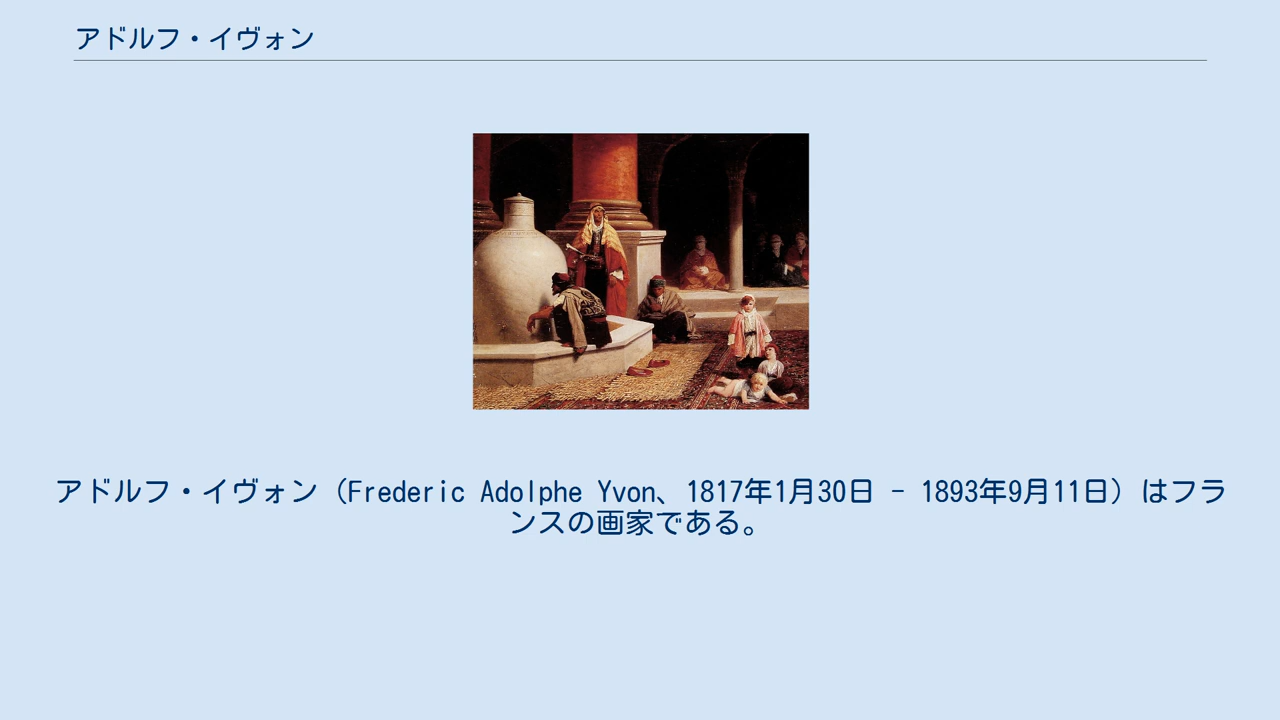 アドルフ・イヴォン
アドルフ・イヴォン（Frederic Adolphe Yvon、1817年1月30日 - 1893年9月11日）はフラ
ンスの画家である。